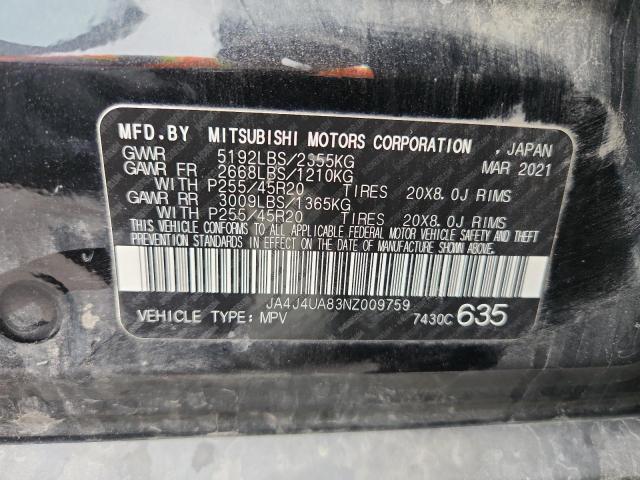 MFD.BY MITSUBISHI MOTORS CORPORATION , JAPAN
GVWR 5192LBS/2355KG MAR 2021
GAWR FR 2668LBS/1210KG
WITH P255/45R20 TIRES 20X8.0J RIMS
GAWR RR 3009LBS/1365KG
WITH P255/45R20 TIRES 20X8.0J RIMS
THIS VEHICLE CONFORMS TO ALL APPLICABLE FEDERAL MOTOR VEHICLE SAFETY AND THEFT
PREVENTION STANDARDS IN EFFECT ON THE DATE OF MANUFACTURE SHOWN ABOVE.
JA4J4UA83NZ009759
VEHICLE TYPE: MPV 7430C 635